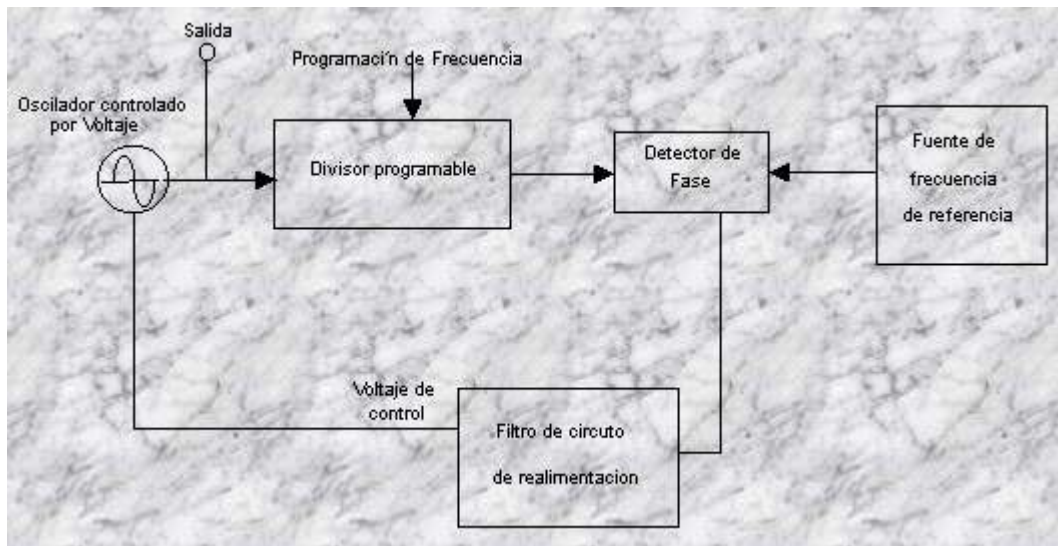 Salida
Programación de Frecuencia
Oscilador controlado
por Voltaje
Divisor programable
Detector de
Fase
Fuente de
frecuencia
de referencia
Voltaje de
control
Filtro de circuto
de realimentacion